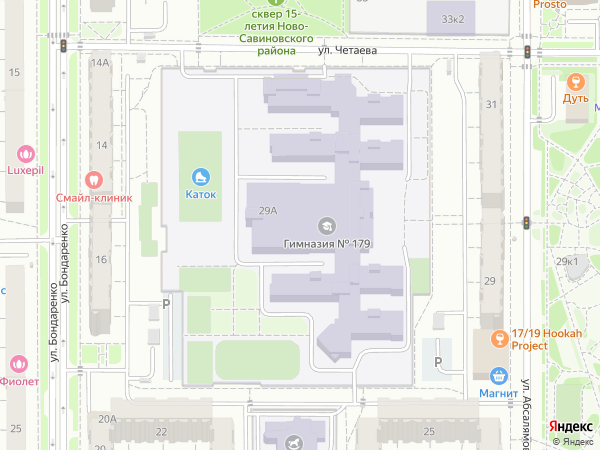 сквер 15-
летия Ново-
Савиновского
района
33к2
Prosto
ул. Четаева
15
14А
31
Дуть
14
Luxepil
Смайл-клиник
Каток
29А
Гимназия № 179
ул. Бондаренко
16
ул. Бондаренко
29
29к1
P
17/19 Hookah
Project
Фиолет
P
Магнит
ул. Абсалямов
20А
22
25
25
20
Яндекс
© Яндекс